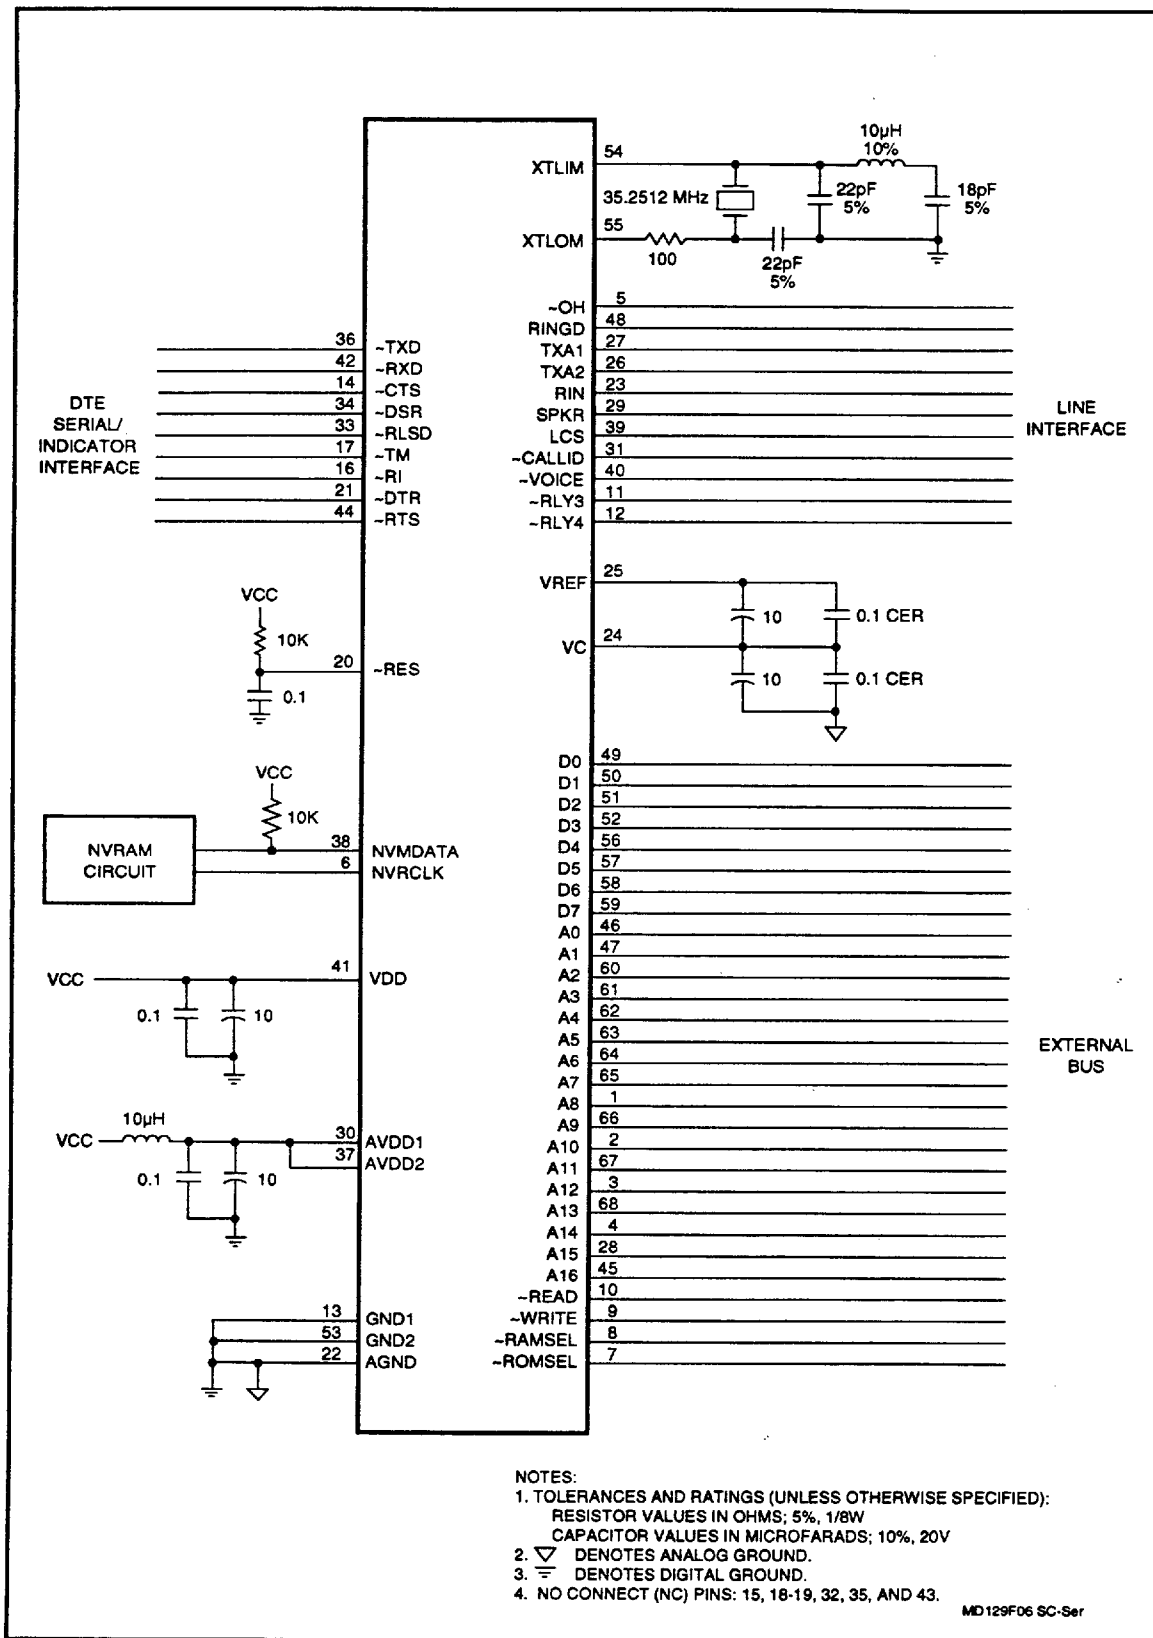 XTLIM
54
10µH
10%
35.2512 MHz
22pF
5%
18pF
5%
XTLOM
55
100
22pF
5%
DTE
SERIAL/
INDICATOR
INTERFACE
36 ~TXD
42 ~RXD
14 ~CTS
34 ~DSR
33 ~RLSD
17 ~TM
16 ~RI
21 ~DTR
44 ~RTS
~OH 5
RINGD 48
TXA1 27
TXA2 26
RIN 23
SPKR 29
LCS 39
~CALLID 31
~VOICE 40
~RLY3 11
~RLY4 12
LINE
INTERFACE
VCC
10K
20 ~RES
0.1
VREF 25
10
0.1 CER
VC 24
10
0.1 CER
VCC
10K
NVRAM
CIRCUIT
38 NVMDATA
6 NVRCLK
VCC
41 VDD
0.1
10
10µH
VCC
30 AVDD1
37 AVDD2
0.1
10
13 GND1
53 GND2
22 AGND
D0 49
D1 50
D2 51
D3 52
D4 56
D5 57
D6 58
D7 59
A0 46
A1 47
A2 60
A3 61
A4 62
A5 63
A6 64
A7 65
A8 1
A9 66
A10 2
A11 67
A12 3
A13 68
A14 4
A15 28
A16 45
~READ 10
~WRITE 9
~RAMSEL 8
~ROMSEL 7
EXTERNAL
BUS
NOTES:
1. TOLERANCES AND RATINGS (UNLESS OTHERWISE SPECIFIED):
RESISTOR VALUES IN OHMS; 5%, 1/8W
CAPACITOR VALUES IN MICROFARADS; 10%, 20V
2. DENOTES ANALOG GROUND.
3. DENOTES DIGITAL GROUND.
4. NO CONNECT (NC) PINS: 15, 18-19, 32, 35, AND 43.
MD129F06 SC-Ser